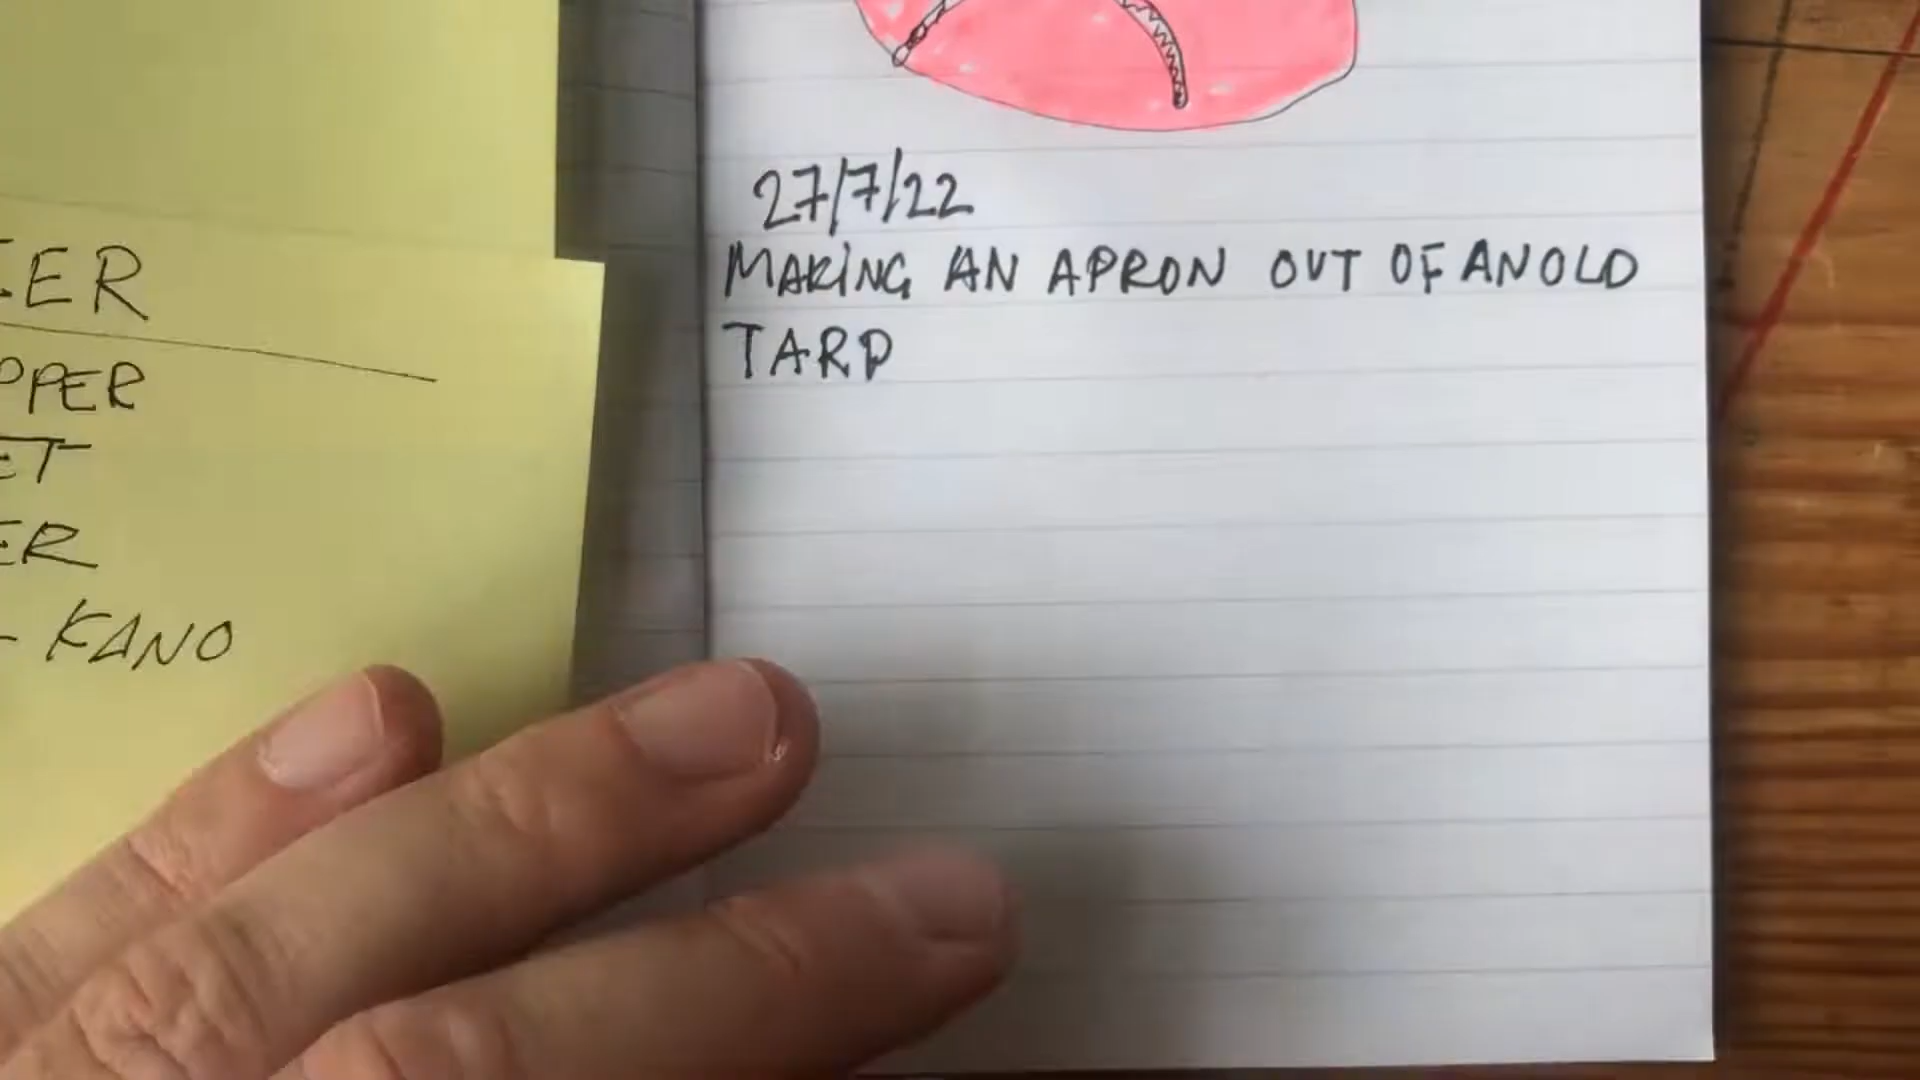 27/7/22
MAKING AN APRON OUT OF AN OLD
TARP
ER
PPER
ET
ER
- KANO